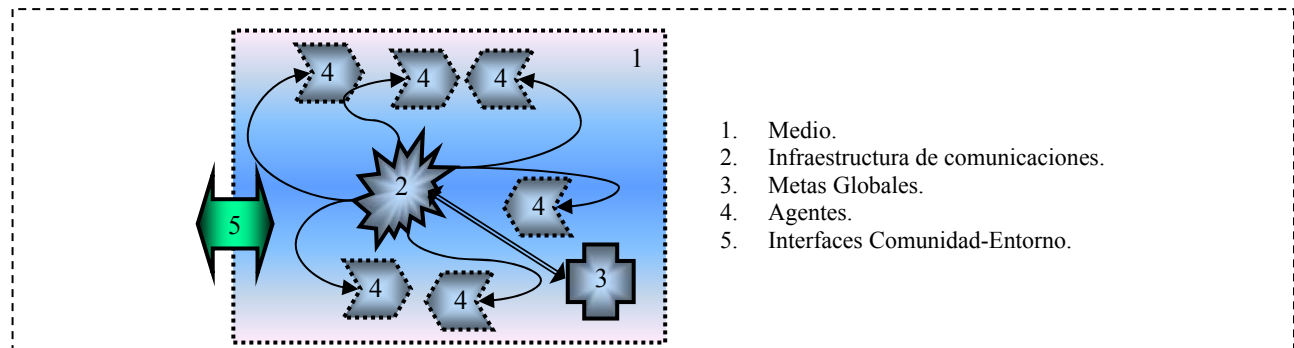 1
4
4
4
2
4
5
3
4
4
1. Medio.
2. Infraestructura de comunicaciones.
3. Metas Globales.
4. Agentes.
5. Interfaces Comunidad-Entorno.